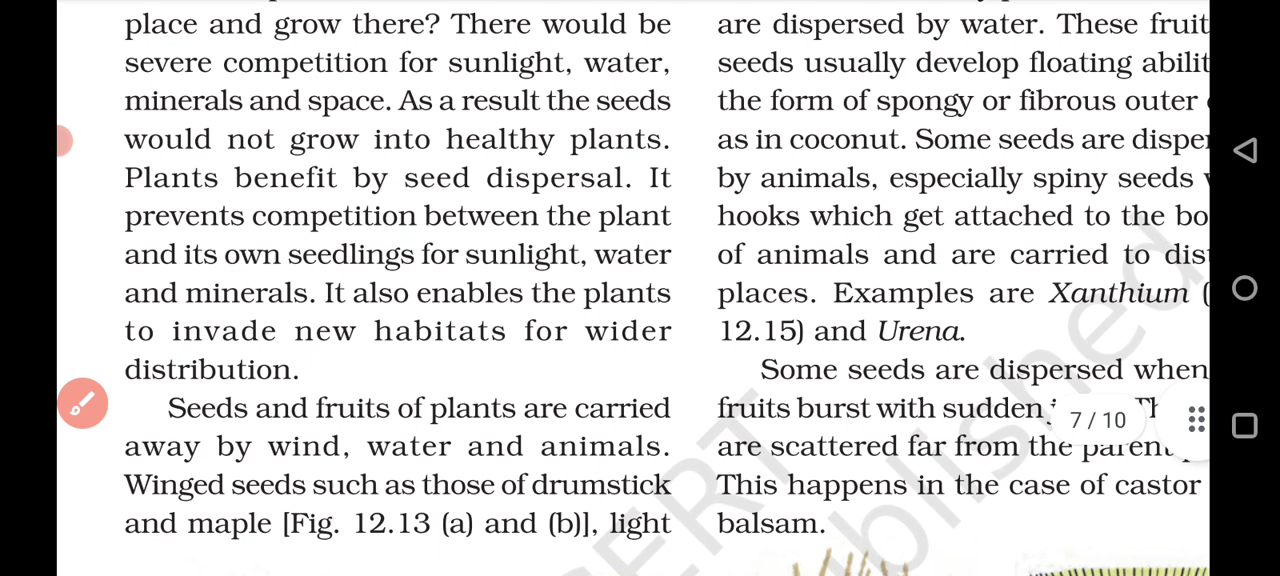 place and grow there? There would be
severe competition for sunlight, water,
minerals and space. As a result the seeds
would not grow into healthy plants.
Plants benefit by seed dispersal. It
prevents competition between the plant
and its own seedlings for sunlight, water
and minerals. It also enables the plants
to invade new habitats for wider
distribution.
Seeds and fruits of plants are carried
away by wind, water and animals.
Winged seeds such as those of drumstick
and maple [Fig. 12.13 (a) and (b)], light
are dispersed by water. These fruit
seeds usually develop floating abilit
the form of spongy or fibrous outer
as in coconut. Some seeds are disper
by animals, especially spiny seeds
hooks which get attached to the bo
of animals and are carried to dist
places. Examples are Xanthium (
12.15) and Urena.
Some seeds are dispersed when
fruits burst with sudden
are scattered far from the parent
This happens in the case of castor
balsam.
7 / 10